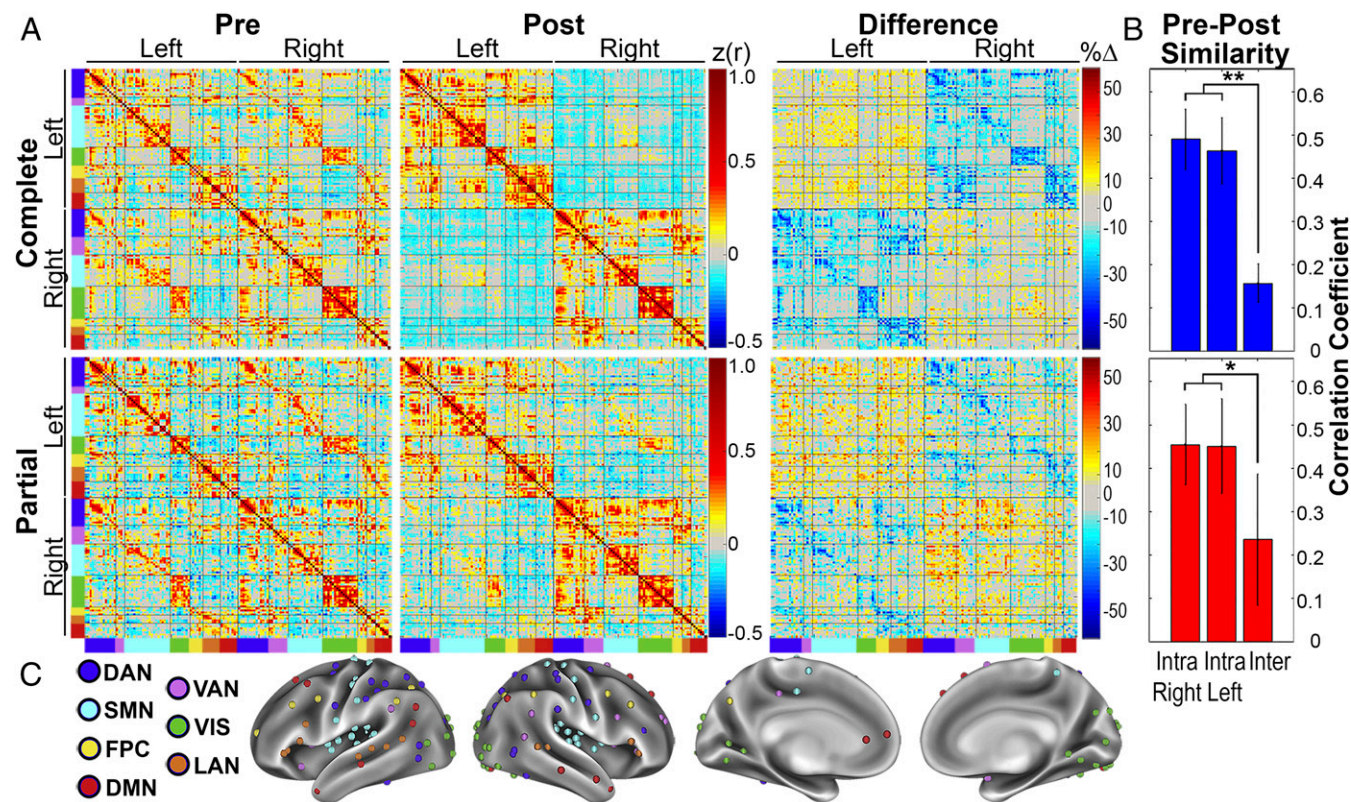 A Pre Post Difference B Pre-Post Similarity
Left Right Left Right Left Right
z(r) %Δ
Complete
Left
Right
1.0
0.5
0
-0.5
50
30
10
0
-10
-30
-50
**
0.6
0.5
0.4
0.3
0.2
0.1
0
Partial
Left
Right
1.0
0.5
0
-0.5
50
30
10
0
-10
-30
-50
*
0.6
0.5
0.4
0.3
0.2
0.1
0
Correlation Coefficient
Intra Intra Inter
Right Left
C
DAN
SMN
FPC
DMN
VAN
VIS
LAN